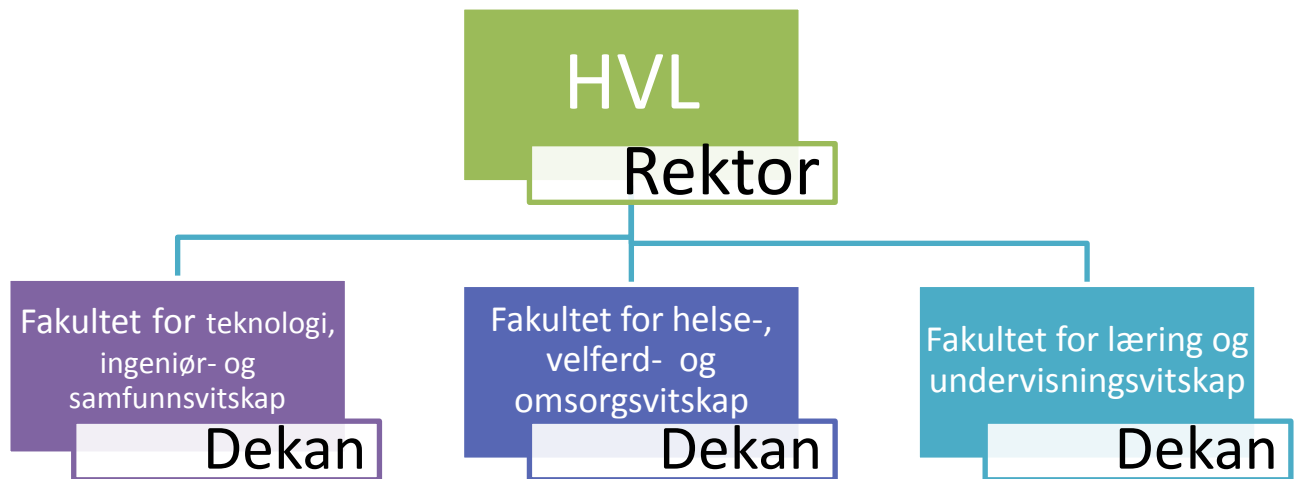 HVL
Rektor
Fakultet for teknologi,
ingeniør- og
samfunnsvitskap
Dekan
Fakultet for helse-,
velferd- og
omsorgsvitskap
Dekan
Fakultet for læring og
undervisningsvitskap
Dekan